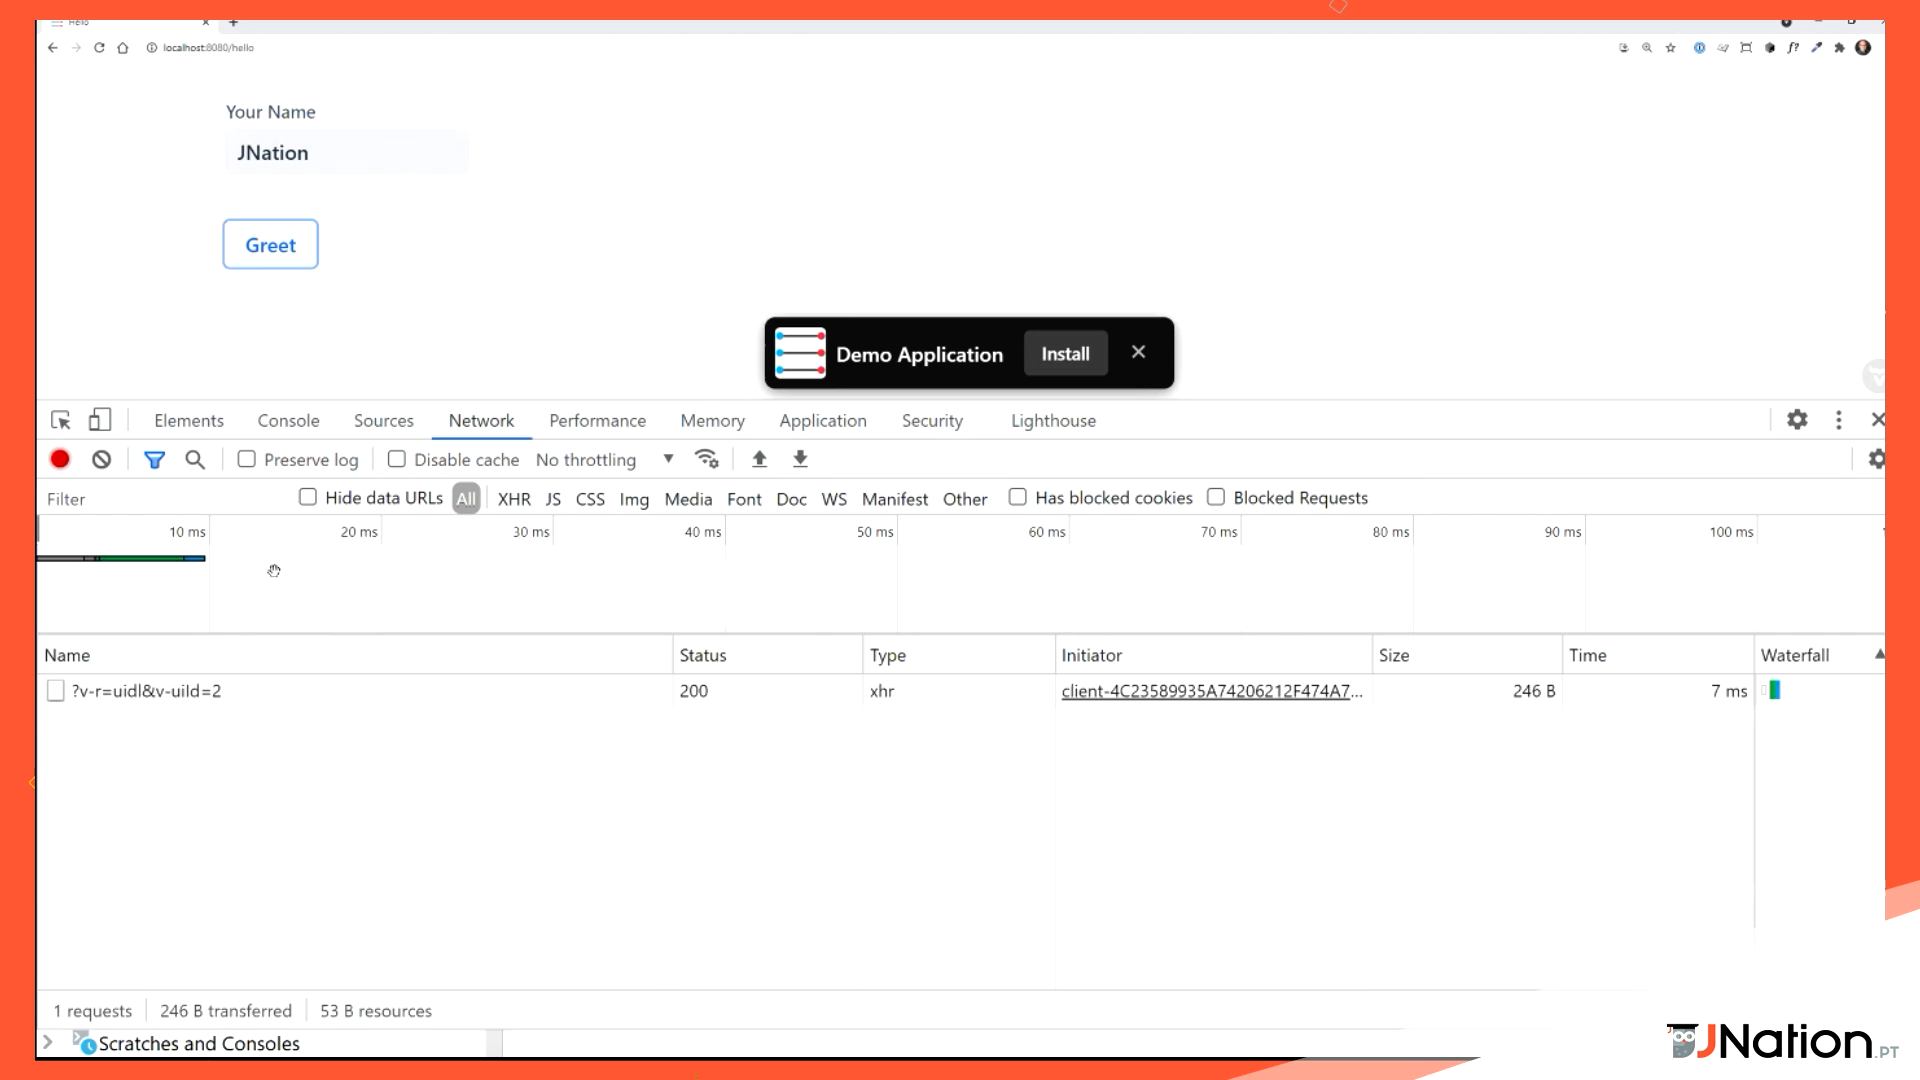 Hello
localhost:8080/hello
f?
Your Name
JNation
Greet
Demo Application Install
Elements Console Sources Network Performance Memory Application Security Lighthouse
Preserve log Disable cache No throttling
Filter Hide data URLs All XHR JS CSS Img Media Font Doc WS Manifest Other Has blocked cookies Blocked Requests
10 ms 20 ms 30 ms 40 ms 50 ms 60 ms 70 ms 80 ms 90 ms 100 ms
Name Status Type Initiator Size Time Waterfall
?v-r=uidl&v-uiId=2 200 xhr client-4C23589935A74206212F474A7... 246 B 7 ms
1 requests 246 B transferred 53 B resources
Scratches and Consoles
JNation.PT